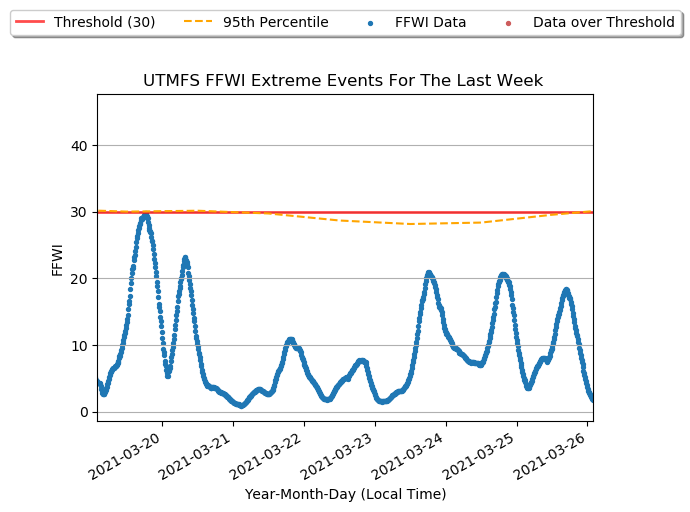 Threshold (30) 95th Percentile FFWI Data Data over Threshold
UTMFS FFWI Extreme Events For The Last Week
40
30
20
10
0
FFWI
2021-03-20 2021-03-21 2021-03-22 2021-03-23 2021-03-24 2021-03-25 2021-03-26
Year-Month-Day (Local Time)